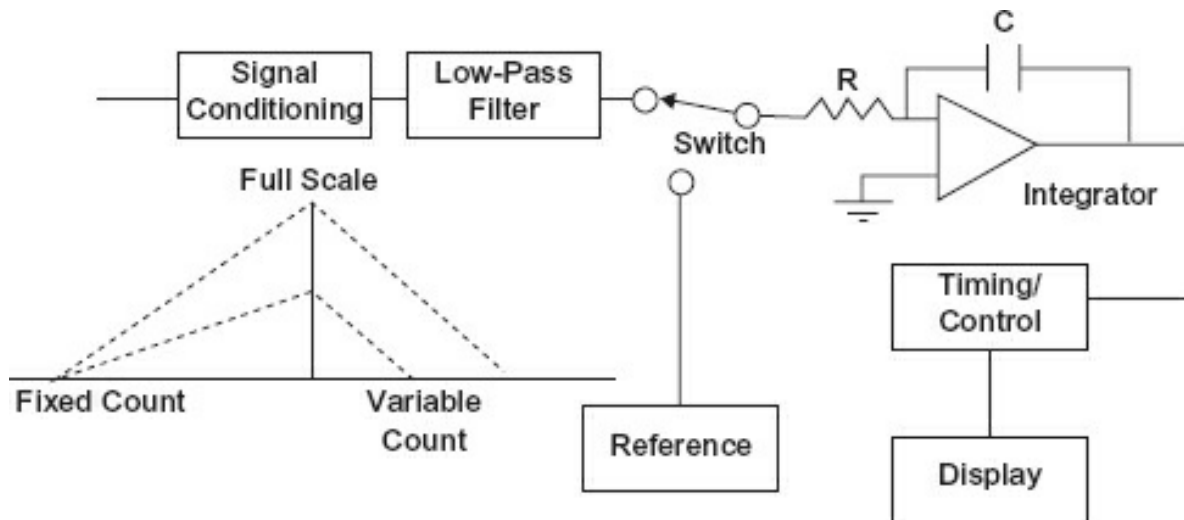 Signal
Conditioning
Low-Pass
Filter
Switch
R
C
Integrator
Full Scale
Fixed Count
Variable
Count
Reference
Timing/
Control
Display